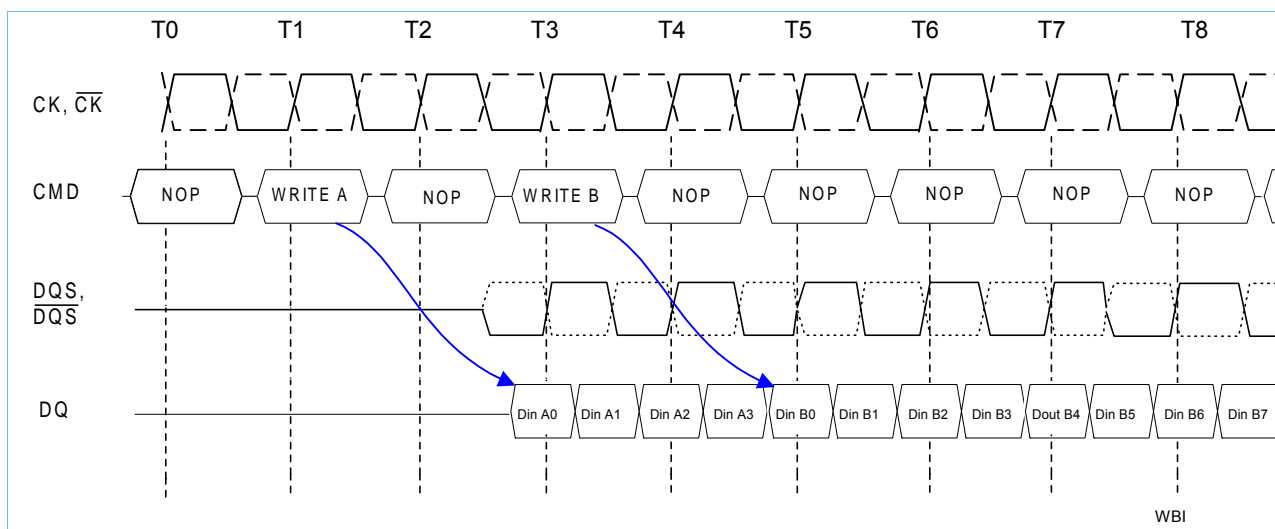 T0 T1 T2 T3 T4 T5 T6 T7 T8
CK, CK
CMD NOP WRITE A NOP WRITE B NOP NOP NOP NOP NOP
DQS,
DQS
DQ Din A0 Din A1 Din A2 Din A3 Din B0 Din B1 Din B2 Din B3 Dout B4 Din B5 Din B6 Din B7
WBI